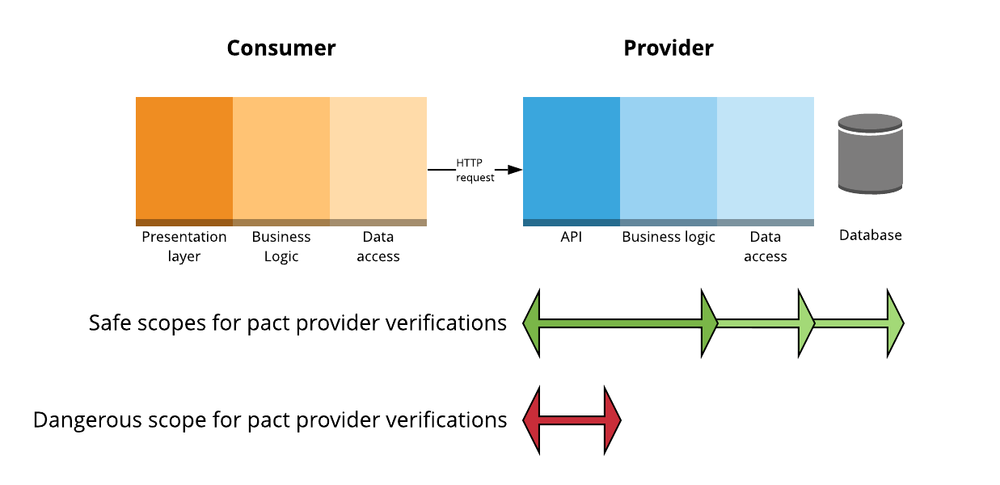 Consumer
Provider
HTTP
request
Presentation
layer
Business
Logic
Data
access
API
Business logic
Data
access
Database
Safe scopes for pact provider verifications
Dangerous scope for pact provider verifications